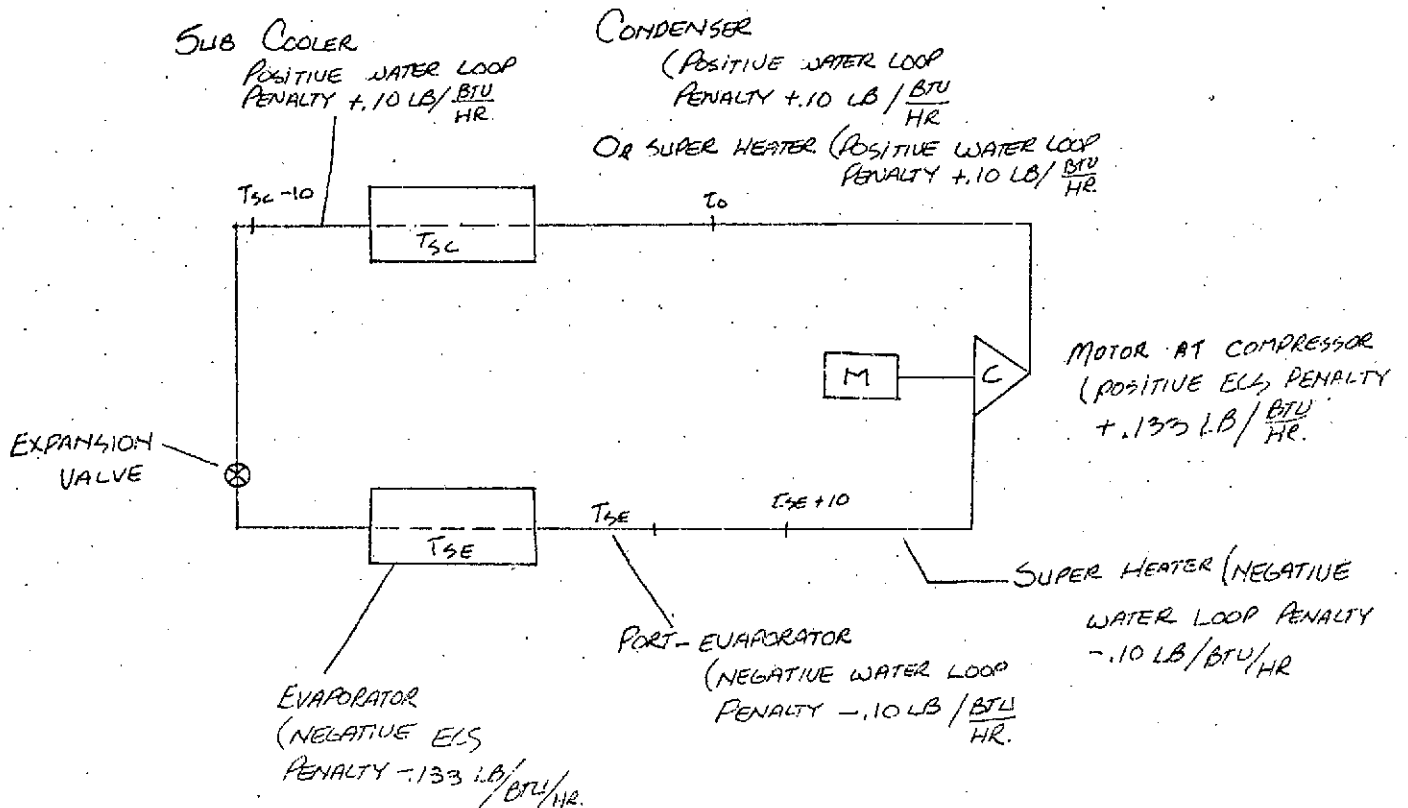 SUB COOLER
POSITIVE WATER LOOP
PENALTY +.10 LB/BTU
HR.
CONDENSER
(POSITIVE WATER LOOP
PENALTY +.10 LB/BTU
HR
OR SUPER HEATER (POSITIVE WATER LOOP
PENALTY +.10 LB/BTU
HR.
TSC -10
TSC
TO
M
C
MOTOR AT COMPRESSOR
(POSITIVE ECS PENALTY
+.133 LB/BTU
HR.
EXPANSION
VALVE
TSE
TSE
TSE +10
SUPER HEATER (NEGATIVE
WATER LOOP PENALTY
-.10 LB/BTU/HR
PORT-EVAPORATOR
(NEGATIVE WATER LOOP
PENALTY -.10 LB/BTU
HR.
EVAPORATOR
(NEGATIVE ECS
PENALTY -.133 LB/BTU/HR.